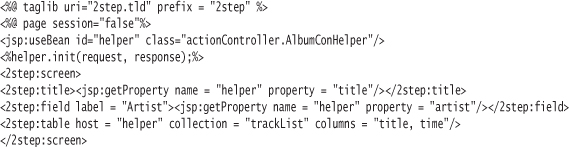 <%@ taglib uri="2step.tld" prefix = "2step" %>
<%@ page session="false"%>
<jsp:useBean id="helper" class="actionController.AlbumConHelper"/>
<%helper.init(request, response);%>
<2step:screen>
<2step:title><jsp:getProperty name = "helper" property = "title"/></2step:title>
<2step:field label = "Artist"><jsp:getProperty name = "helper" property = "artist"/></2step:field>
<2step:table host = "helper" collection = "trackList" columns = "title, time"/>
</2step:screen>